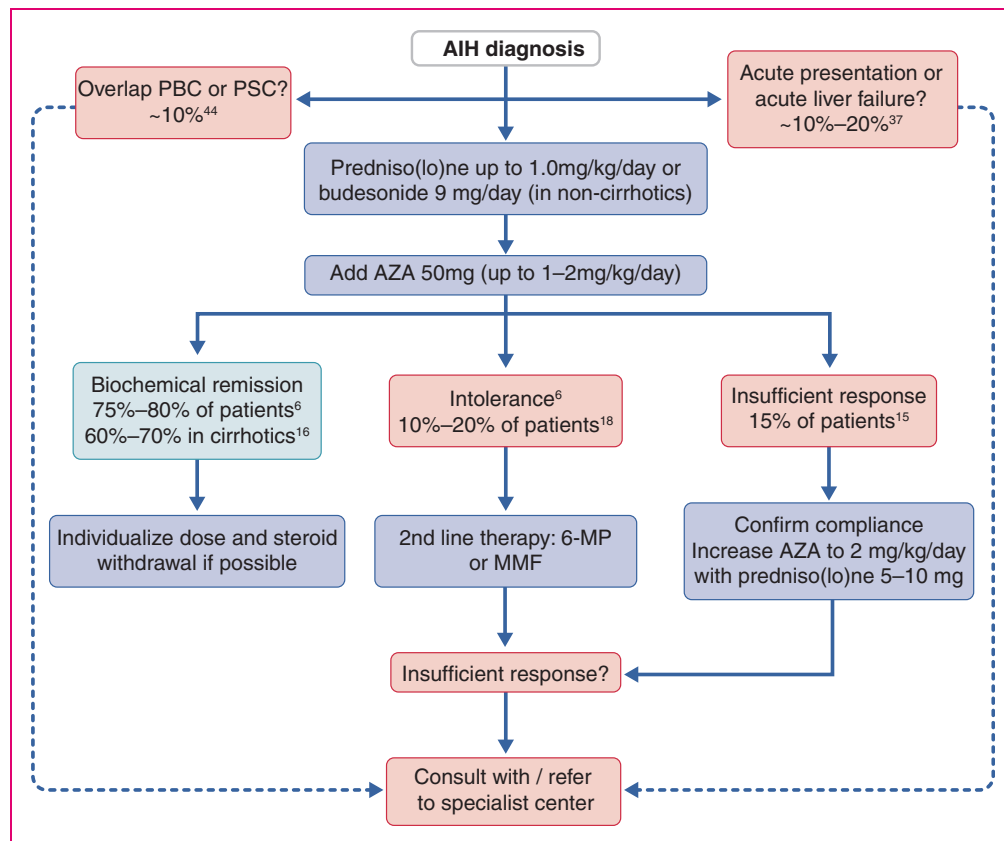 AIH diagnosis
Overlap PBC or PSC?
~10%44
Acute presentation or
acute liver failure?
~10%–20%37
Predniso(lo)ne up to 1.0mg/kg/day or
budesonide 9 mg/day (in non-cirrhotics)
Add AZA 50mg (up to 1–2mg/kg/day)
Biochemical remission
75%–80% of patients6
60%–70% in cirrhotics16
Intolerance6
10%–20% of patients18
Insufficient response
15% of patients15
Individualize dose and steroid
withdrawal if possible
2nd line therapy: 6-MP
or MMF
Confirm compliance
Increase AZA to 2 mg/kg/day
with predniso(lo)ne 5–10 mg
Insufficient response?
Consult with / refer
to specialist center